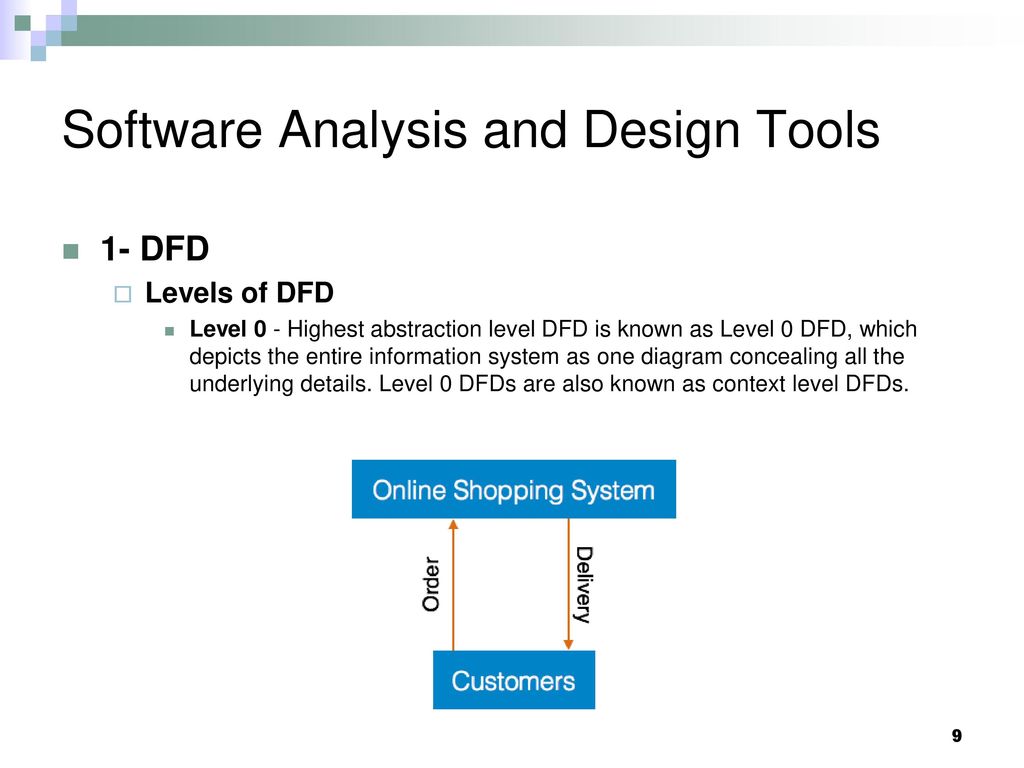 Software Analysis and Design Tools
1- DFD
Levels of DFD
Level 0 - Highest abstraction level DFD is known as Level 0 DFD, which
depicts the entire information system as one diagram concealing all the
underlying details. Level 0 DFDs are also known as context level DFDs.
Online Shopping System
Order
Delivery
Customers
9